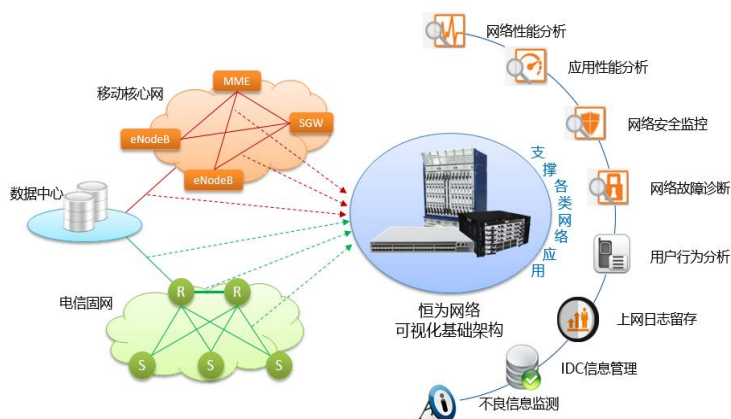 移动核心网
MME
SGW
eNodeB
eNodeB
数据中心
电信固网
R
R
S
S
S
恒为网络
可视化基础架构
支撑各类网络应用
网络性能分析
应用性能分析
网络安全监控
网络故障诊断
用户行为分析
上网日志留存
IDC信息管理
不良信息监测